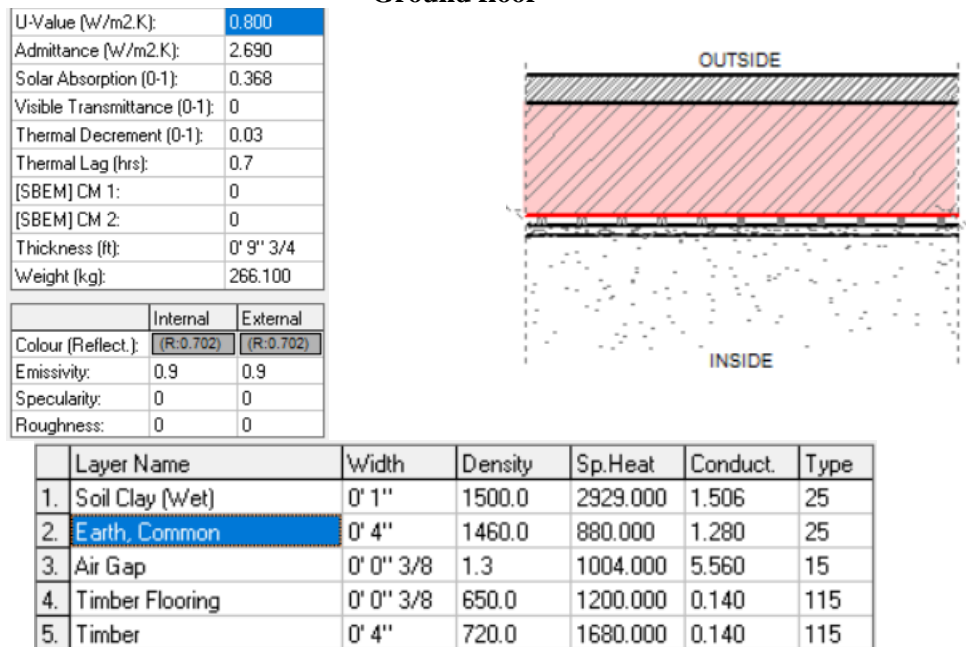 Ground floor
U-Value (W/m2.K): 0.800
Admittance (W/m2.K): 2.690
Solar Absorption (0-1): 0.368
Visible Transmittance (0-1): 0
Thermal Decrement (0-1): 0.03
Thermal Lag (hrs): 0.7
[SBEM] CM 1: 0
[SBEM] CM 2: 0
Thickness (ft): 0' 9'' 3/4
Weight (kg): 266.100
Internal External
Colour (Reflect.): (R:0.702) (R:0.702)
Emissivity: 0.9 0.9
Specularity: 0 0
Roughness: 0 0
OUTSIDE
INSIDE
Layer Name Width Density Sp.Heat Conduct. Type
1. Soil Clay (Wet) 0' 1'' 1500.0 2929.000 1.506 25
2. Earth, Common 0' 4'' 1460.0 880.000 1.280 25
3. Air Gap 0' 0'' 3/8 1.3 1004.000 5.560 15
4. Timber Flooring 0' 0'' 3/8 650.0 1200.000 0.140 115
5. Timber 0' 4'' 720.0 1680.000 0.140 115